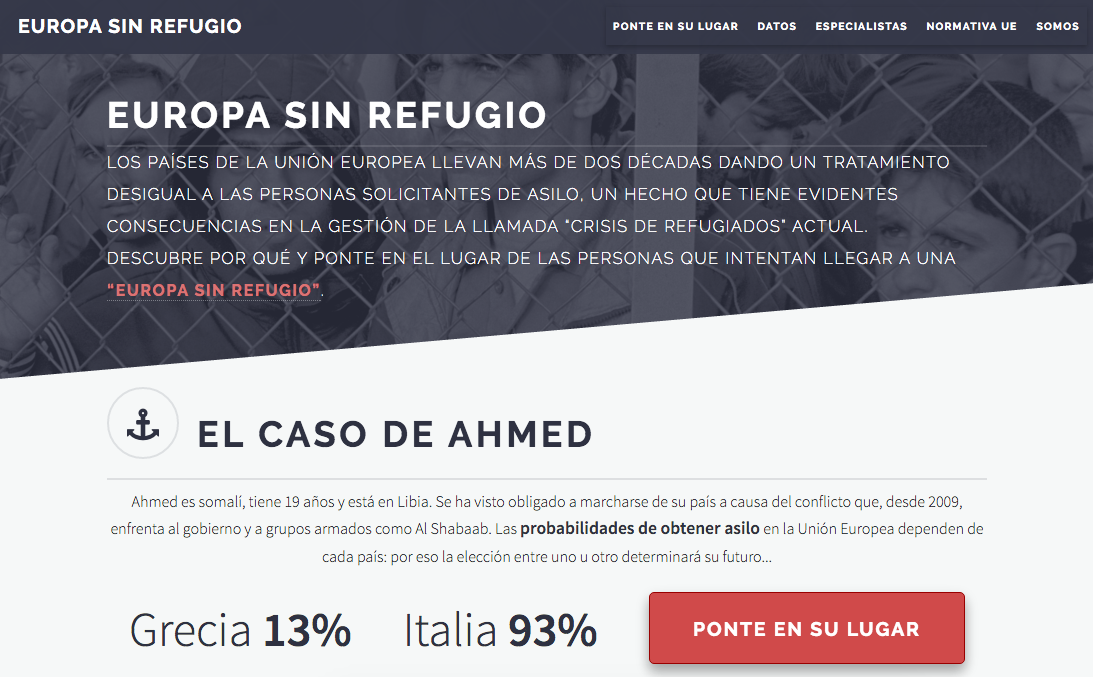 EUROPA SIN REFUGIO
PONTE EN SU LUGAR DATOS ESPECIALISTAS NORMATIVA UE SOMOS
EUROPA SIN REFUGIO
LOS PAÍSES DE LA UNIÓN EUROPEA LLEVAN MÁS DE DOS DÉCADAS DANDO UN TRATAMIENTO
DESIGUAL A LAS PERSONAS SOLICITANTES DE ASILO, UN HECHO QUE TIENE EVIDENTES
CONSECUENCIAS EN LA GESTIÓN DE LA LLAMADA "CRISIS DE REFUGIADOS" ACTUAL.
DESCUBRE POR QUÉ Y PONTE EN EL LUGAR DE LAS PERSONAS QUE INTENTAN LLEGAR A UNA
“EUROPA SIN REFUGIO”.
EL CASO DE AHMED
Ahmed es somalí, tiene 19 años y está en Libia. Se ha visto obligado a marcharse de su país a causa del conflicto que, desde 2009,
enfrenta al gobierno y a grupos armados como Al Shabaab. Las probabilidades de obtener asilo en la Unión Europea dependen de
cada país: por eso la elección entre uno u otro determinará su futuro...
Grecia 13% Italia 93% PONTE EN SU LUGAR